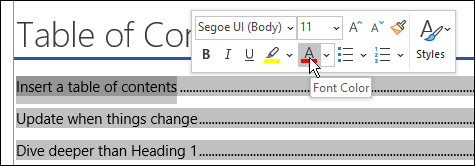 Table of Con
Segoe UI (Body) 11 A A
Styles
B I U A
Font Color
Insert a table of contents
Update when things change
Dive deeper than Heading 1